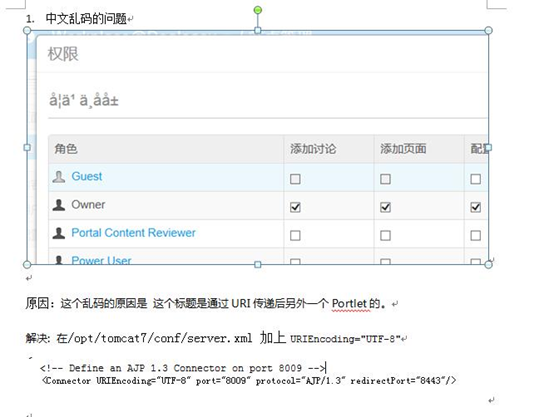 1. 中文乱码的问题
权限
å¦ä¹ ä¸åå±
角色 添加讨论 添加页面
Guest
Owner
Portal Content Reviewer
Power User
原因：这个乱码的原因是 这个标题是通过 URI 传递后另外一个 Portlet 的。
解决: 在/opt/tomcat7/conf/server.xml 加上 URIEncoding="UTF-8"
<!-- Define an AJP 1.3 Connector on port 8009 -->
<Connector URIEncoding="UTF-8" port="8009" protocol="AJP/1.3" redirectPort="8443"/>